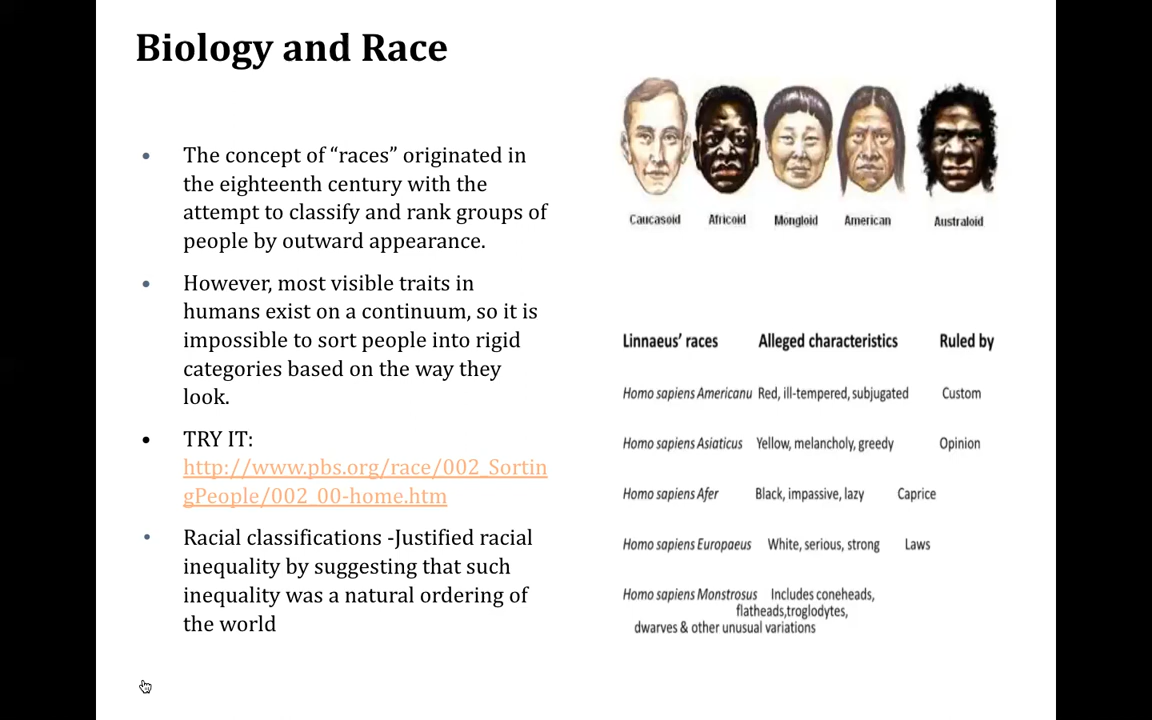 Biology and Race
• The concept of “races” originated in
the eighteenth century with the
attempt to classify and rank groups of
people by outward appearance.
• However, most visible traits in
humans exist on a continuum, so it is
impossible to sort people into rigid
categories based on the way they
look.
• TRY IT:
http://www.pbs.org/race/002_Sortin
gPeople/002_00-home.htm
• Racial classifications -Justified racial
inequality by suggesting that such
inequality was a natural ordering of
the world
Caucasoid Africoid Mongloid American Australoid
Linnaeus’ races Alleged characteristics Ruled by
Homo sapiens Americanu Red, ill-tempered, subjugated Custom
Homo sapiens Asiaticus Yellow, melancholy, greedy Opinion
Homo sapiens Afer Black, impassive, lazy Caprice
Homo sapiens Europaeus White, serious, strong Laws
Homo sapiens Monstrosus Includes coneheads,
flatheads,troglodytes,
dwarves & other unusual variations